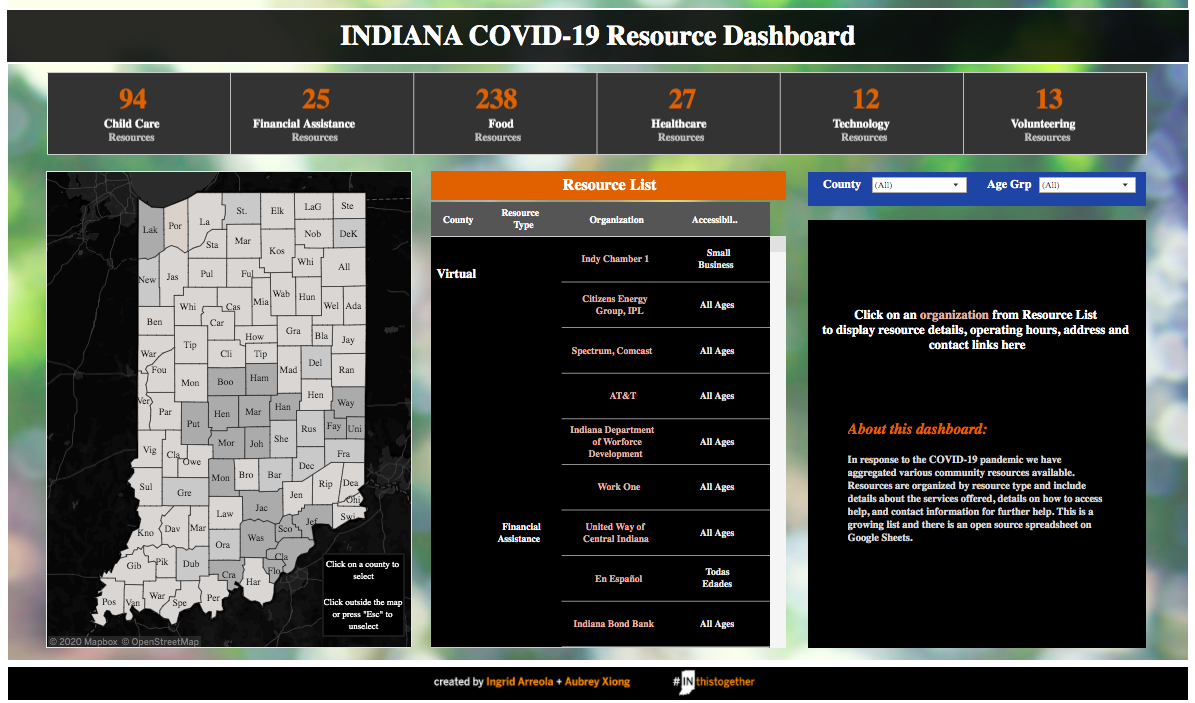 INDIANA COVID-19 Resource Dashboard
94
Child Care
Resources
25
Financial Assistance
Resources
238
Food
Resources
27
Healthcare
Resources
12
Technology
Resources
13
Volunteering
Resources
Lak
Por
La
St.
Elk
LaG
Ste
Sta
Mar
Kos
Nob
DeK
New
Jas
Pul
Ful
Whi
All
Whi
Cas
Mia
Wab
Hun
Wel
Ada
Ben
Car
How
Gra
Bla
Jay
War
Tip
Cli
Tip
Mad
Del
Ran
Fou
Mon
Boo
Ham
Hen
Way
Ver
Par
Put
Hen
Mar
Han
Rus
Fay
Uni
Vig
Cla
Owe
Mor
Joh
She
Dec
Fra
Sul
Gre
Mon
Bro
Bar
Jen
Rip
Dea
Ohi
Kno
Dav
Mar
Law
Jac
Sco
Jef
Swi
Gib
Pik
Dub
Ora
Was
Cla
Flo
Pos
Van
War
Spe
Per
Cra
Har
Click on a county to
select
Click outside the map
or press "Esc" to
unselect
© 2020 Mapbox © OpenStreetMap
Resource List
County
Resource
Type
Organization
Accessibil..
Virtual
Financial
Assistance
Indy Chamber 1
Small
Business
Citizens Energy
Group, IPL
All Ages
Spectrum, Comcast
All Ages
AT&T
All Ages
Indiana Department
of Worforce
Development
All Ages
Work One
All Ages
United Way of
Central Indiana
All Ages
En Español
Todas
Edades
Indiana Bond Bank
All Ages
County
(All)
Age Grp
(All)
Click on an organization from Resource List
to display resource details, operating hours, address and
contact links here
About this dashboard:
In response to the COVID-19 pandemic we have
aggregated various community resources available.
Resources are organized by resource type and include
details about the services offered, details on how to access
help, and contact information for further help. This is a
growing list and there is an open source spreadsheet on
Google Sheets.
created by Ingrid Arreola + Aubrey Xiong
#INthistogether